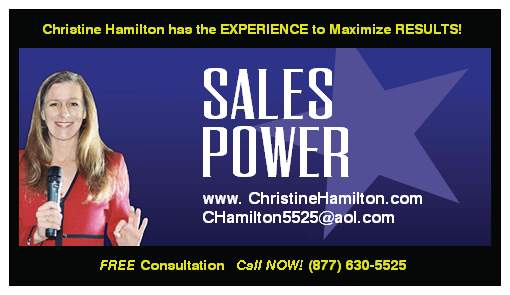 Christine Hamilton has the EXPERIENCE to Maximize RESULTS!
SALES
POWER
www. ChristineHamilton.com
CHamilton5525@aol.com
FREE Consultation Call NOW! (877) 630-5525